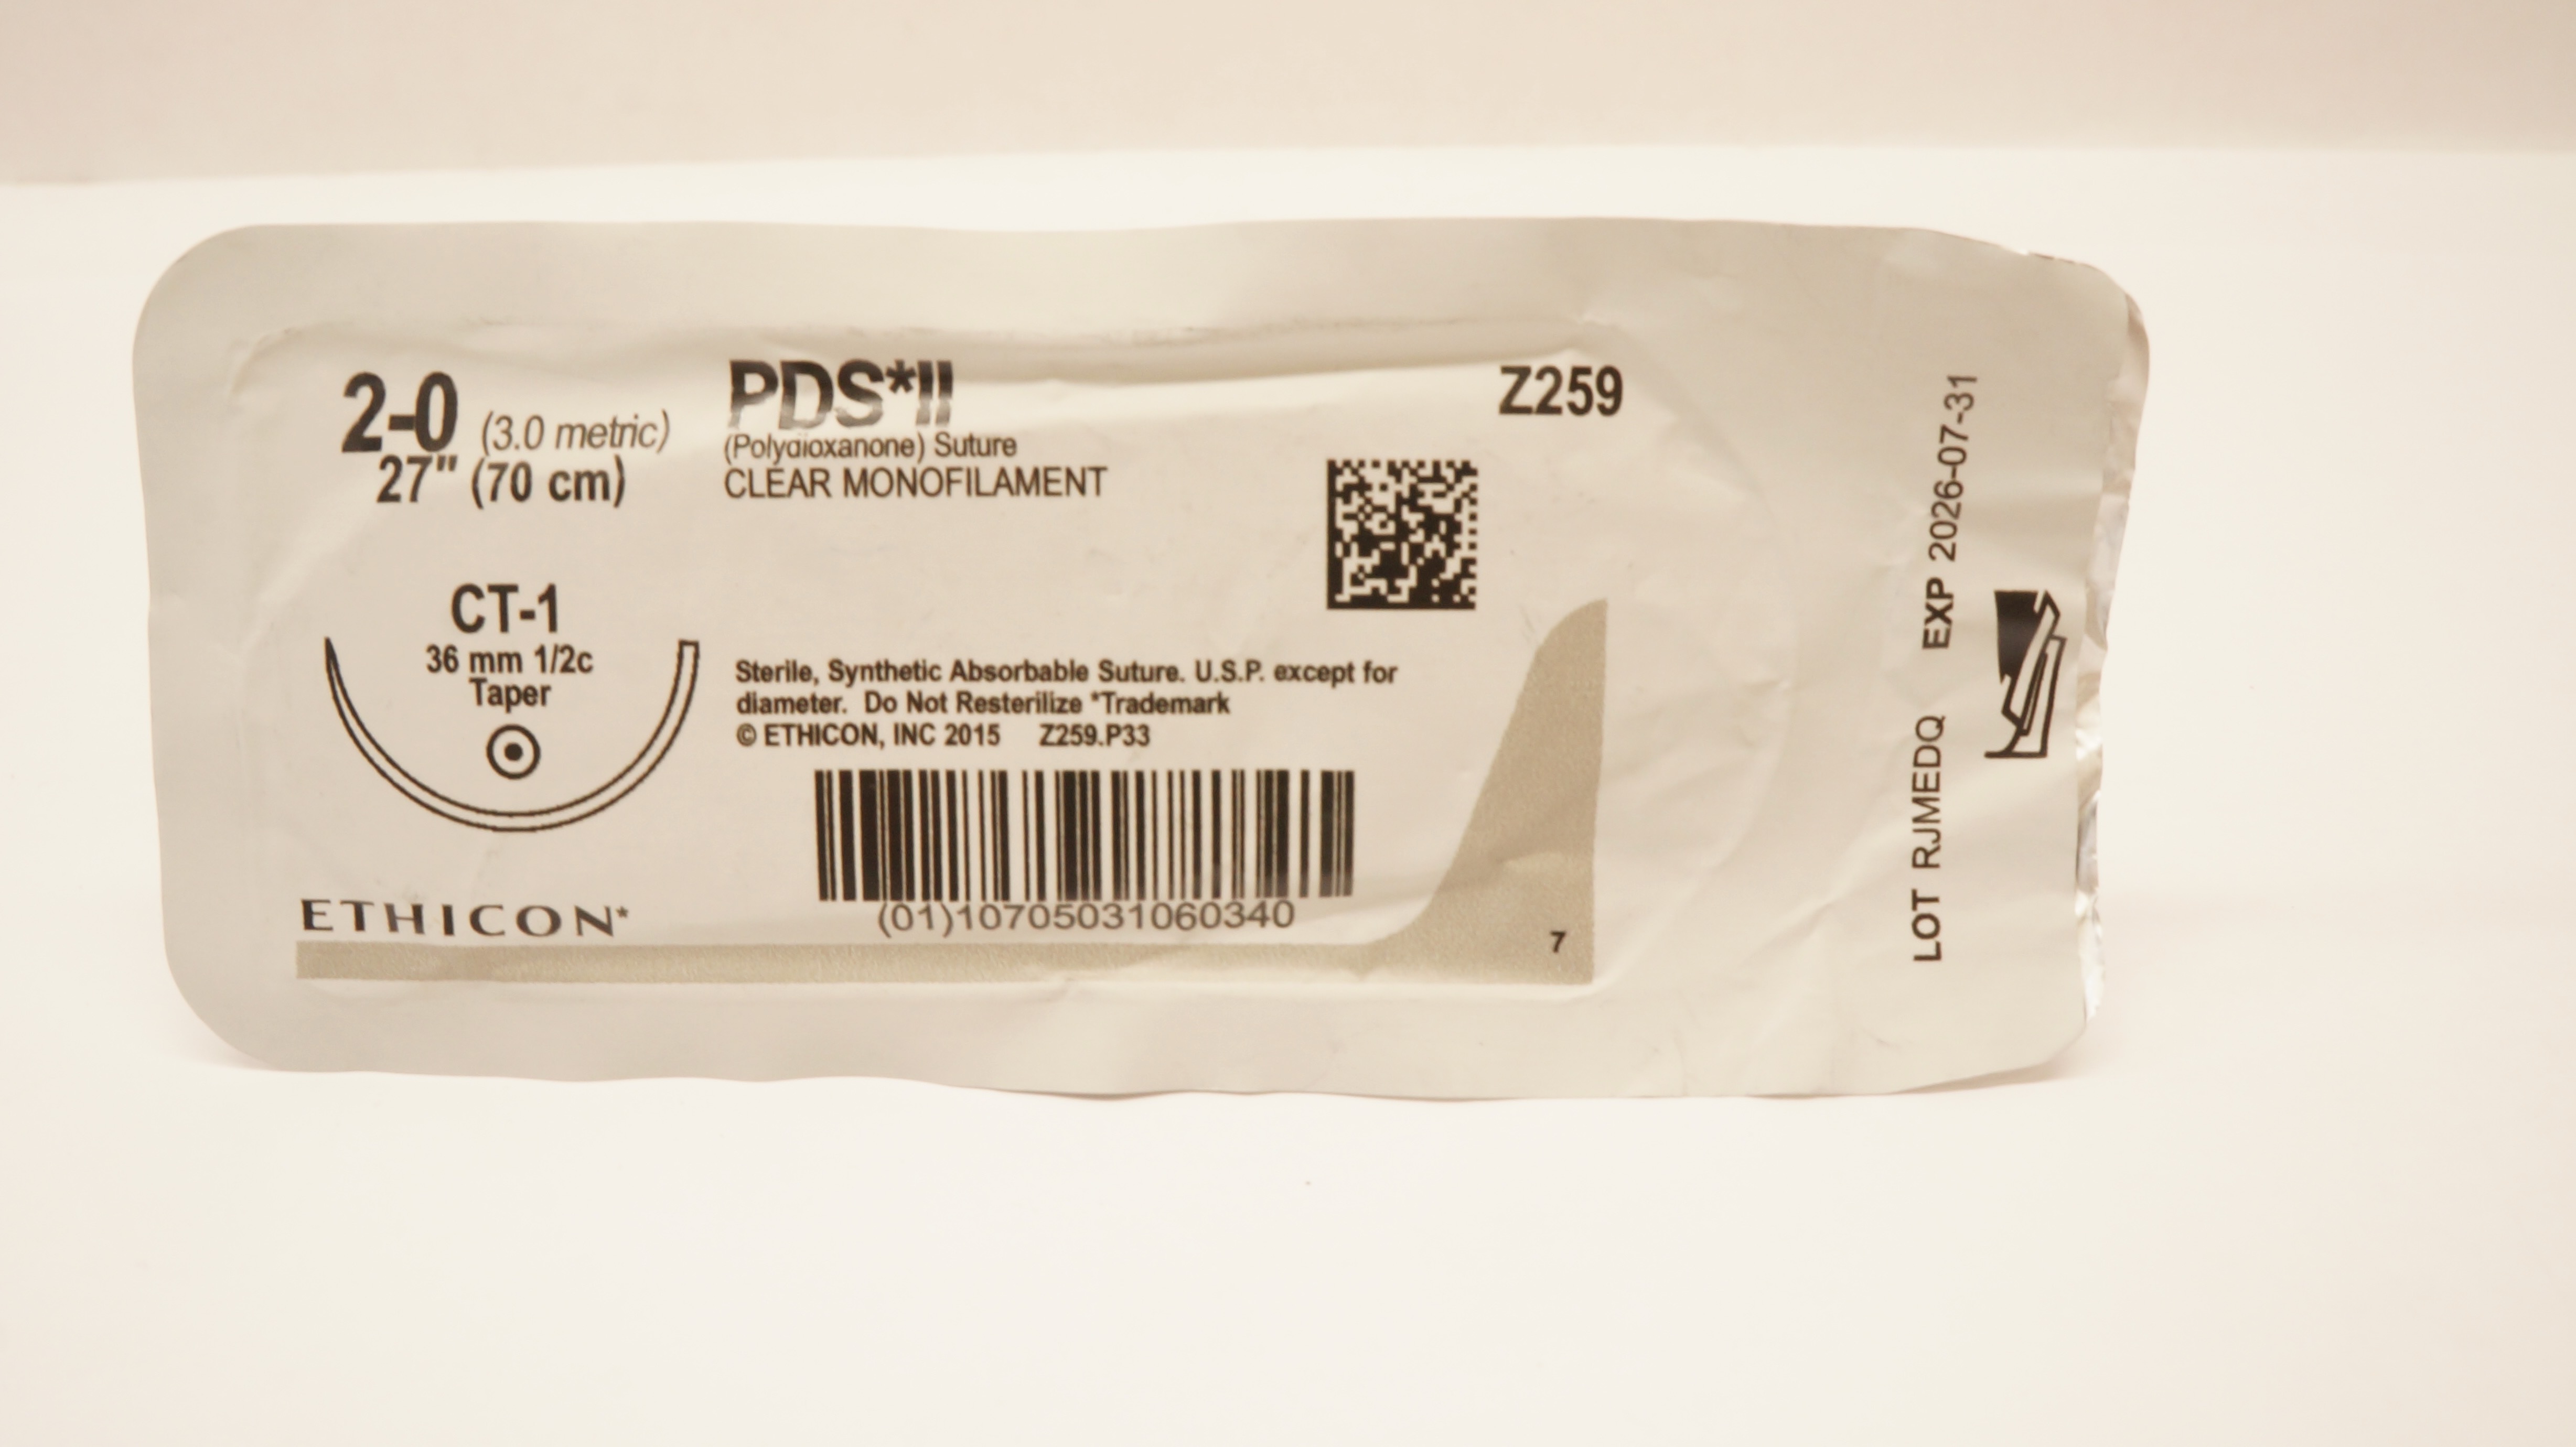 2-0 (3.0 metric)
27" (70 cm)
PDS*II
(Polydioxanone) Suture
CLEAR MONOFILAMENT
Z259
CT-1
36 mm 1/2c
Taper
Sterile, Synthetic Absorbable Suture. U.S.P. except for
diameter. Do Not Resterilize *Trademark
© ETHICON, INC 2015 Z259.P33
(01)10705031060340
ETHICON*
7
LOT RJMEDQ EXP 2026-07-31